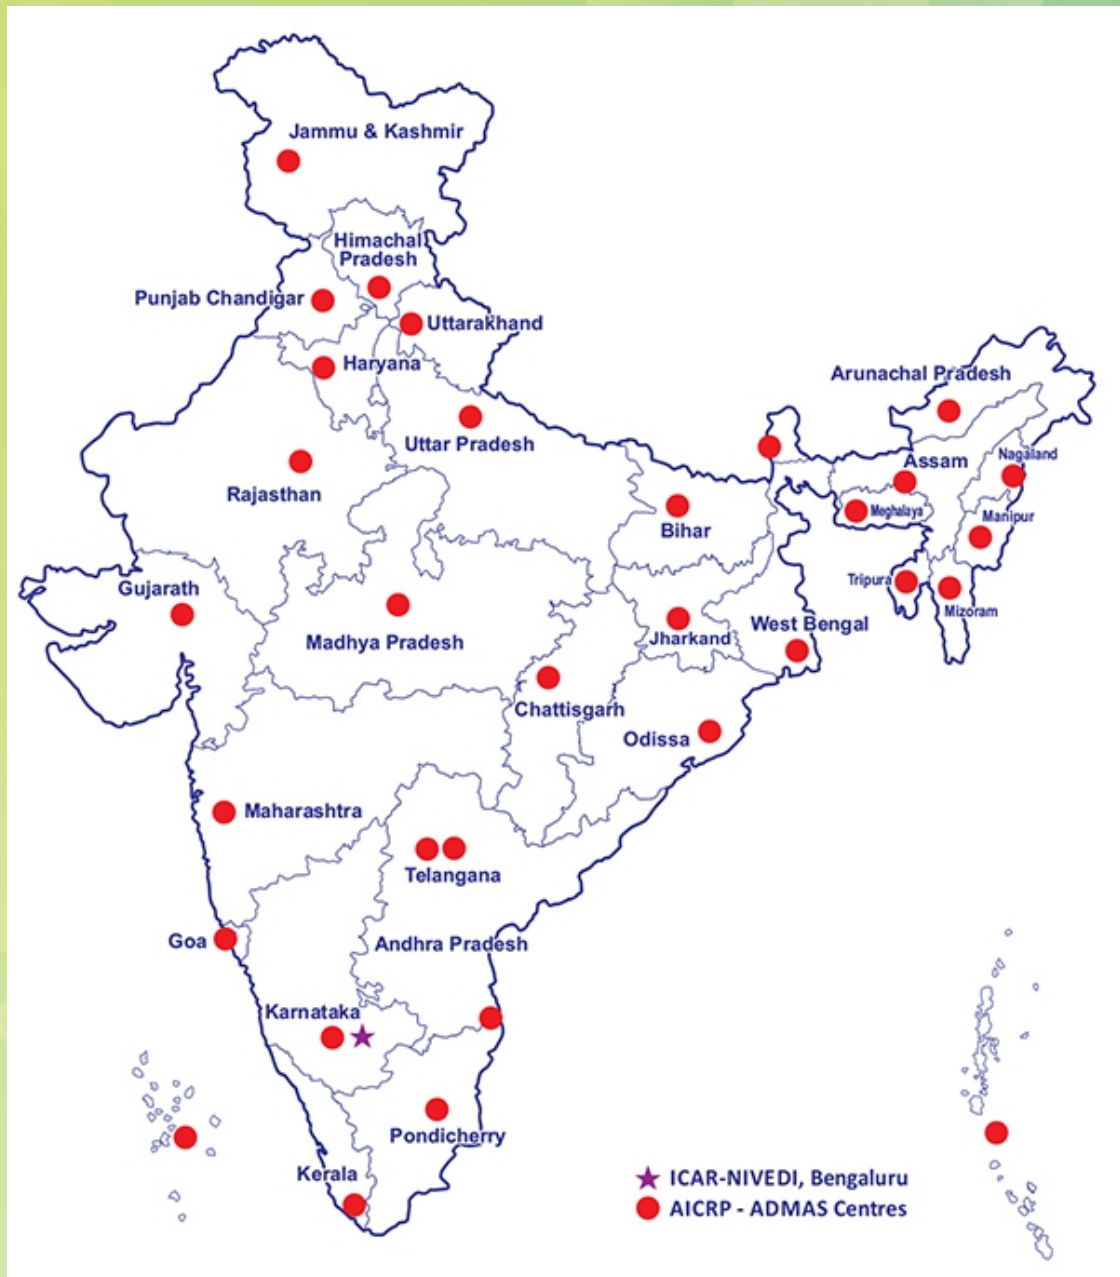 Jammu & Kashmir
Himachal
Pradesh
Punjab Chandigar
Uttarakhand
Haryana
Arunachal Pradesh
Uttar Pradesh
Assam
Nagaland
Rajasthan
Meghalaya
Manipur
Bihar
Gujarath
Tripura
Mizoram
West Bengal
Jharkand
Madhya Pradesh
Chattisgarh
Odissa
Maharashtra
Telangana
Goa
Andhra Pradesh
Karnataka
Pondicherry
Kerala
ICAR-NIVEDI, Bengaluru
AICRP - ADMAS Centres